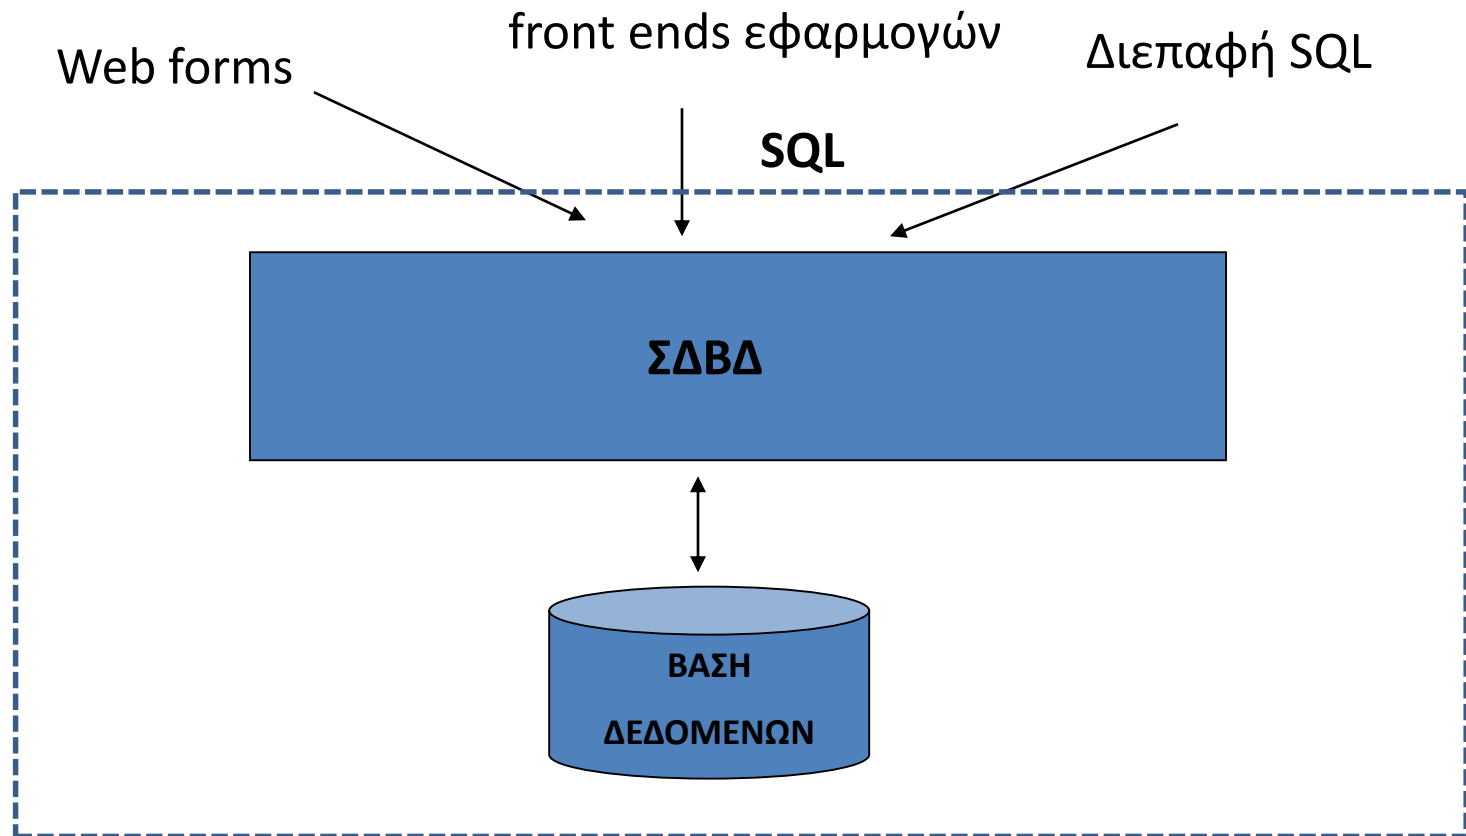 Web forms
front ends εφαρμογών
Διεπαφή SQL
SQL
ΣΔΒΔ
ΒΑΣΗ
ΔΕΔΟΜΕΝΩΝ